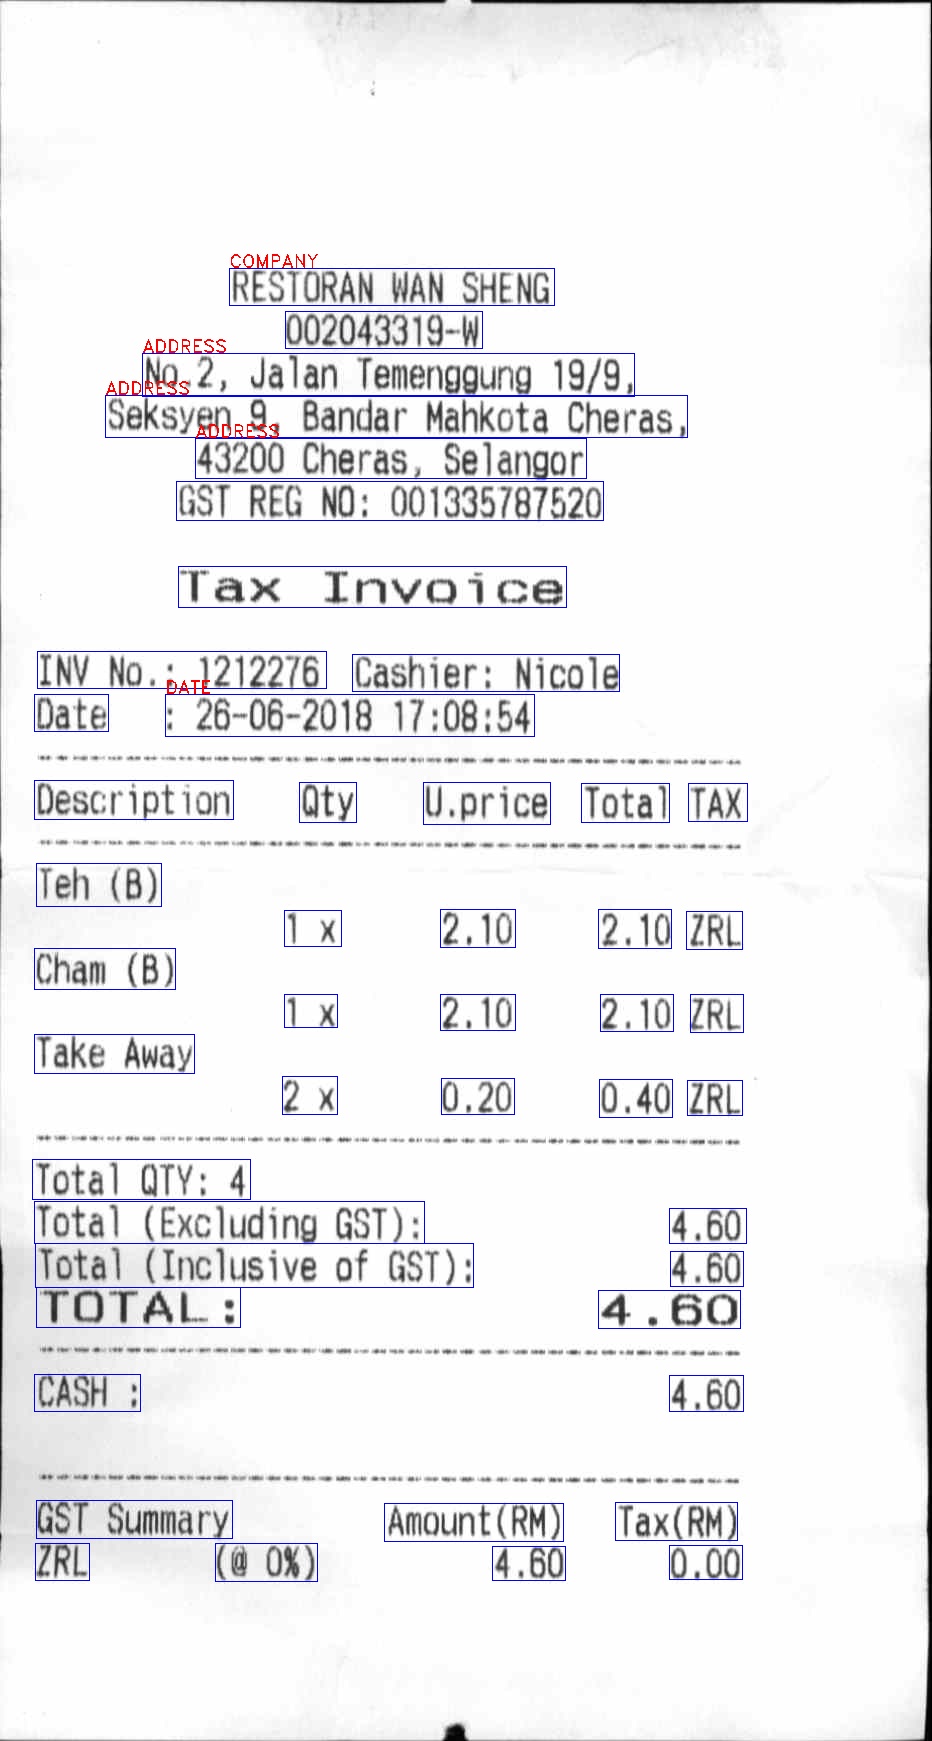 COMPANY
RESTORAN WAN SHENG
002043319-W
ADDRESS
No.2, Jalan Temenggung 19/9,
ADDRESS
Seksyen 9, Bandar Mahkota Cheras,
ADDRESS
43200 Cheras, Selangor
GST REG NO: 001335787520
Tax Invoice
INV No.: 1212276 Cashier: Nicole
DATE
Date : 26-06-2018 17:08:54
Description Qty U.price Total TAX
Teh (B)
1 x 2.10 2.10 ZRL
Cham (B)
1 x 2.10 2.10 ZRL
Take Away
2 x 0.20 0.40 ZRL
Total QTY: 4
Total (Excluding GST): 4.60
Total (Inclusive of GST): 4.60
TOTAL: 4.60
CASH : 4.60
GST Summary Amount(RM) Tax(RM)
ZRL (@ 0%) 4.60 0.00